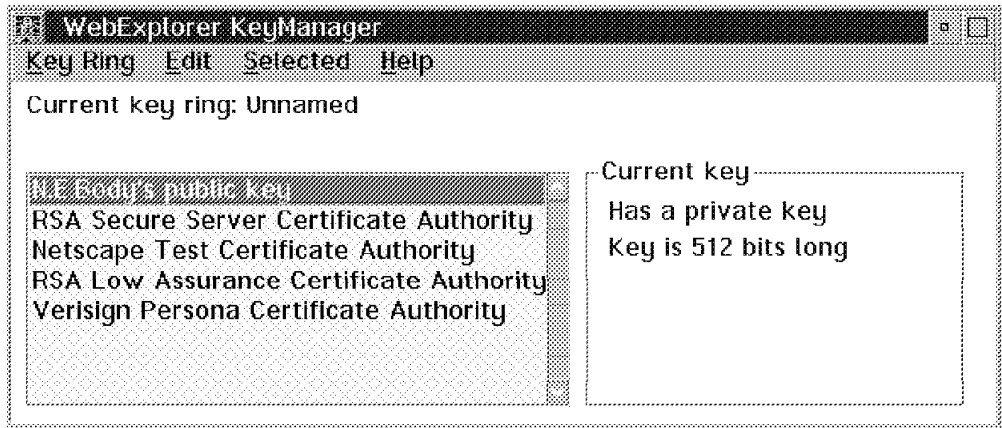 WebExplorer KeyManager
Key Ring Edit Selected Help
Current key ring: Unnamed
N.E.Body's public key
RSA Secure Server Certificate Authority
Netscape Test Certificate Authority
RSA Low Assurance Certificate Authority
Verisign Persona Certificate Authority
Current key
Has a private key
Key is 512 bits long